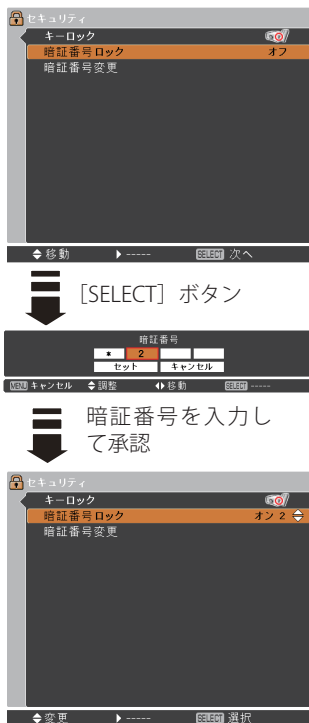 セキュリティ
キーロック
暗証番号ロック オフ
暗証番号変更
移動 ----- SELECT 次へ
[SELECT] ボタン
暗証番号
* 2
セット キャンセル
MENU キャンセル 調整 移動 SELECT -----
暗証番号を入力し
て承認
セキュリティ
キーロック
暗証番号ロック オン 2
暗証番号変更
変更 ----- SELECT 選択